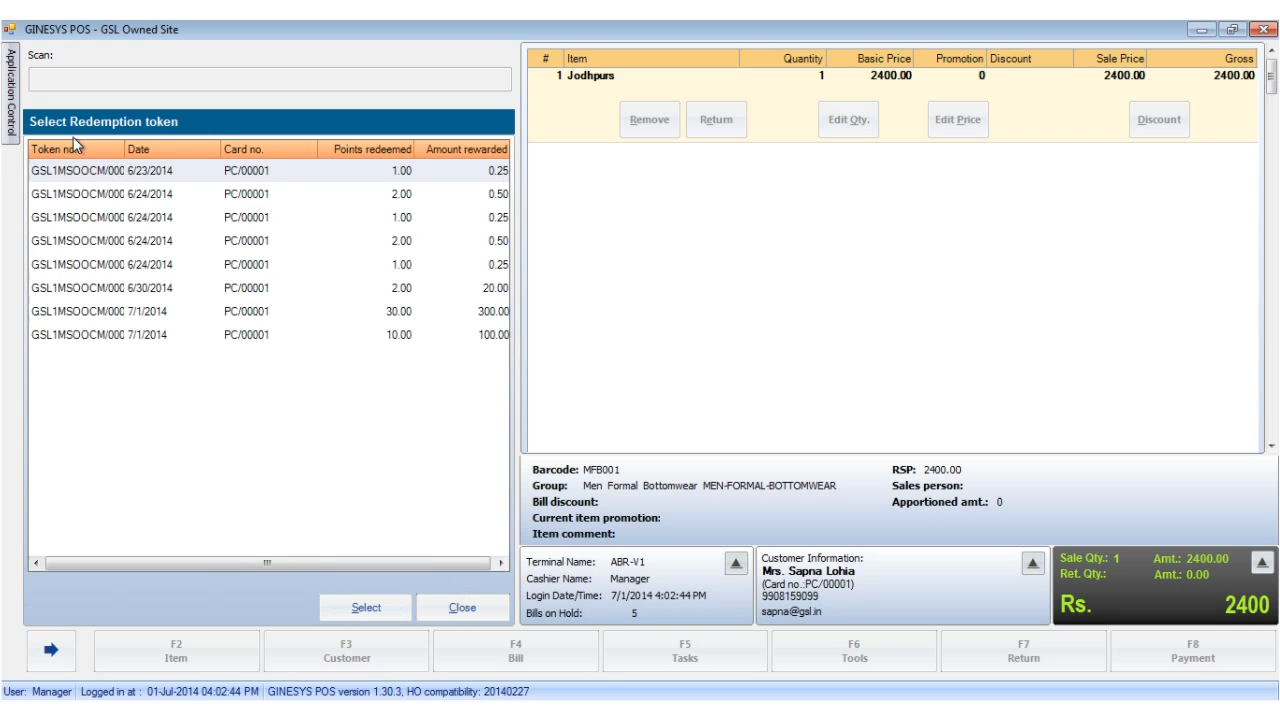 GINESYS POS - GSL Owned Site
Application Control
Scan:
Select Redemption token
Token no. Date Card no. Points redeemed Amount rewarded
GSL1MSOOCM/000 6/23/2014 PC/00001 1.00 0.25
GSL1MSOOCM/000 6/24/2014 PC/00001 2.00 0.50
GSL1MSOOCM/000 6/24/2014 PC/00001 1.00 0.25
GSL1MSOOCM/000 6/24/2014 PC/00001 2.00 0.50
GSL1MSOOCM/000 6/24/2014 PC/00001 1.00 0.25
GSL1MSOOCM/000 6/30/2014 PC/00001 2.00 20.00
GSL1MSOOCM/000 7/1/2014 PC/00001 30.00 300.00
GSL1MSOOCM/000 7/1/2014 PC/00001 10.00 100.00
Select Close
# Item Quantity Basic Price Promotion Discount Sale Price Gross
1 Jodhpurs 1 2400.00 0 2400.00 2400.00
Remove Return Edit Qty. Edit Price Discount
Barcode: MFB001 RSP: 2400.00
Group: Men Formal Bottomwear MEN-FORMAL-BOTTOMWEAR Sales person:
Bill discount: Apportioned amt.: 0
Current item promotion:
Item comment:
Terminal Name: ABR-V1
Cashier Name: Manager
Login Date/Time: 7/1/2014 4:02:44 PM
Bills on Hold: 5
Customer Information:
Mrs. Sapna Lohia
(Card no.:PC/00001)
9908159099
sapna@gsl.in
Sale Qty.: 1 Amt.: 2400.00
Ret. Qty.: Amt.: 0.00
Rs. 2400
F2 F3 F4 F5 F6 F7 F8
Item Customer Bill Tasks Tools Return Payment
User: Manager Logged in at : 01-Jul-2014 04:02:44 PM GINESYS POS version 1.30.3, HO compatibility: 20140227